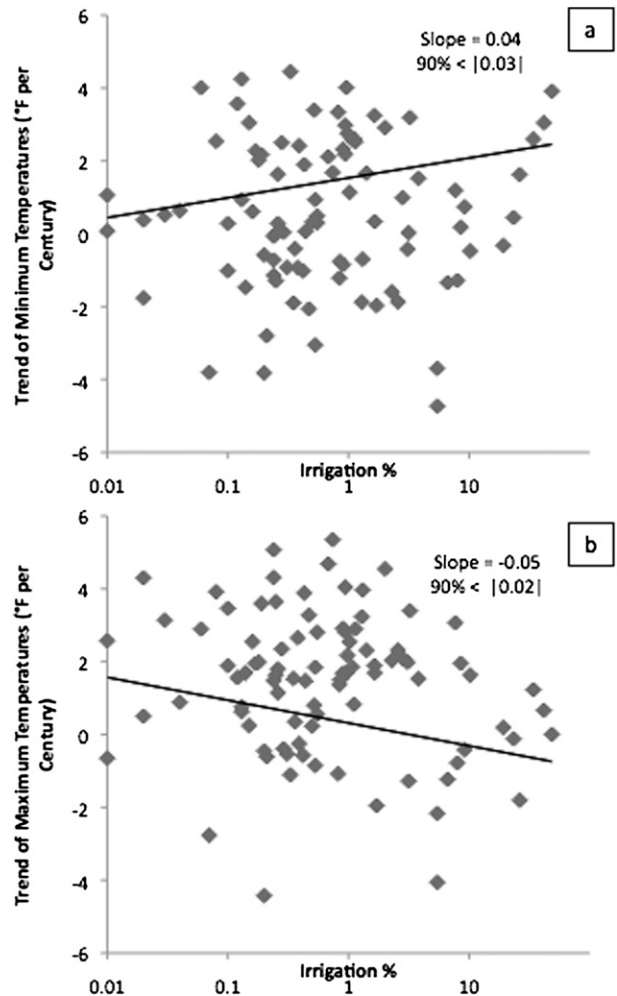 a
Slope = 0.04
90% < |0.03|
Trend of Minimum Temperatures (°F per
Century)
6
4
2
0
-2
-4
-6
0.01 0.1 1 10
Irrigation %
b
Slope = -0.05
90% < |0.02|
Trend of Maximum Temperatures (°F per
Century)
6
4
2
0
-2
-4
-6
0.01 0.1 1 10
Irrigation %